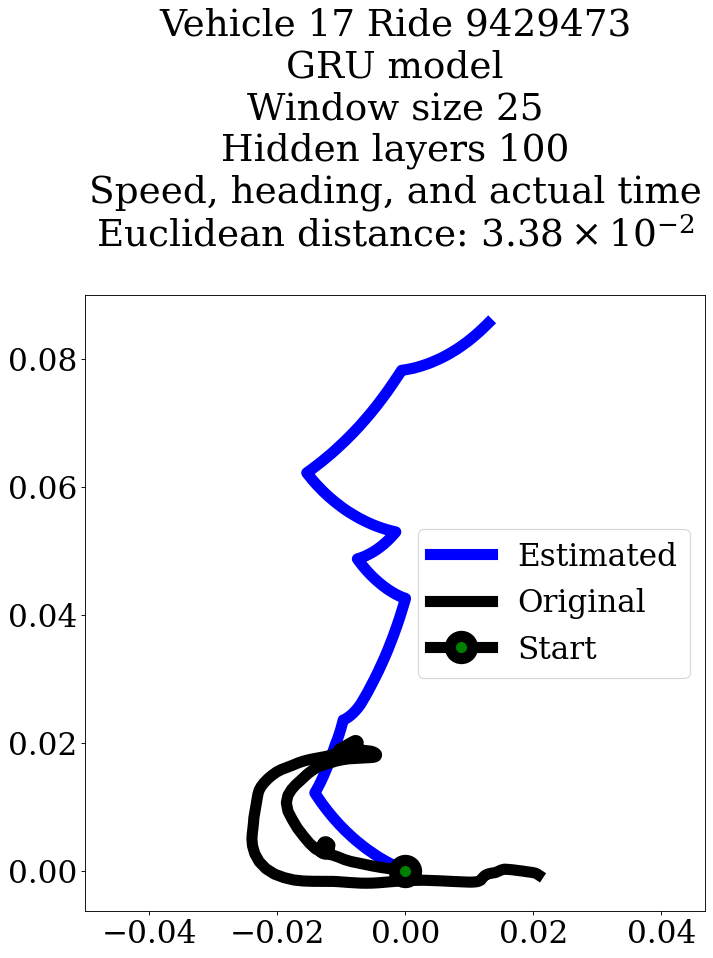 Vehicle 17 Ride 9429473
GRU model
Window size 25
Hidden layers 100
Speed, heading, and actual time
Euclidean distance: 3.38 × 10⁻²
0.08
0.06
0.04
0.02
0.00
Estimated
Original
Start
−0.04 −0.02 0.00 0.02 0.04